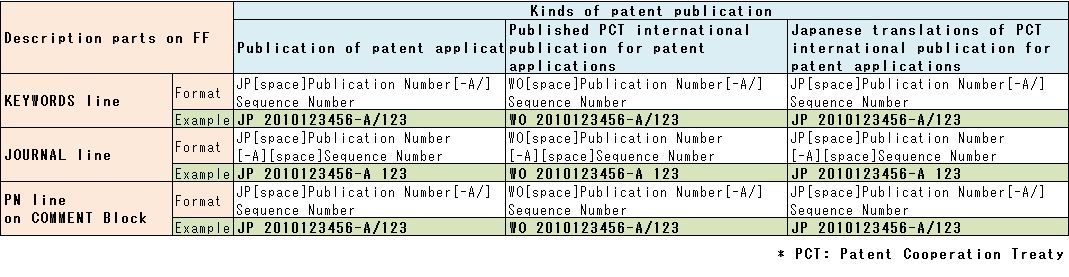 Kinds of patent publication
Description parts on FF
Publication of patent applicat
Published PCT international
publication for patent
applications
Japanese translations of PCT
international publication for
patent applications
KEYWORDS line
Format
JP[space]Publication Number[-A/]
Sequence Number
WO[space]Publication Number[-A/]
Sequence Number
JP[space]Publication Number[-A/]
Sequence Number
Example
JP 2010123456-A/123
WO 2010123456-A/123
JP 2010123456-A/123
JOURNAL line
Format
JP[space]Publication Number
[-A][space]Sequence Number
WO[space]Publication Number
[-A][space]Sequence Number
JP[space]Publication Number
[-A][space]Sequence Number
Example
JP 2010123456-A 123
WO 2010123456-A 123
JP 2010123456-A 123
PN line
on COMMENT Block
Format
JP[space]Publication Number[-A/]
Sequence Number
WO[space]Publication Number[-A/]
Sequence Number
JP[space]Publication Number[-A/]
Sequence Number
Example
JP 2010123456-A/123
WO 2010123456-A/123
JP 2010123456-A/123
* PCT: Patent Cooperation Treaty